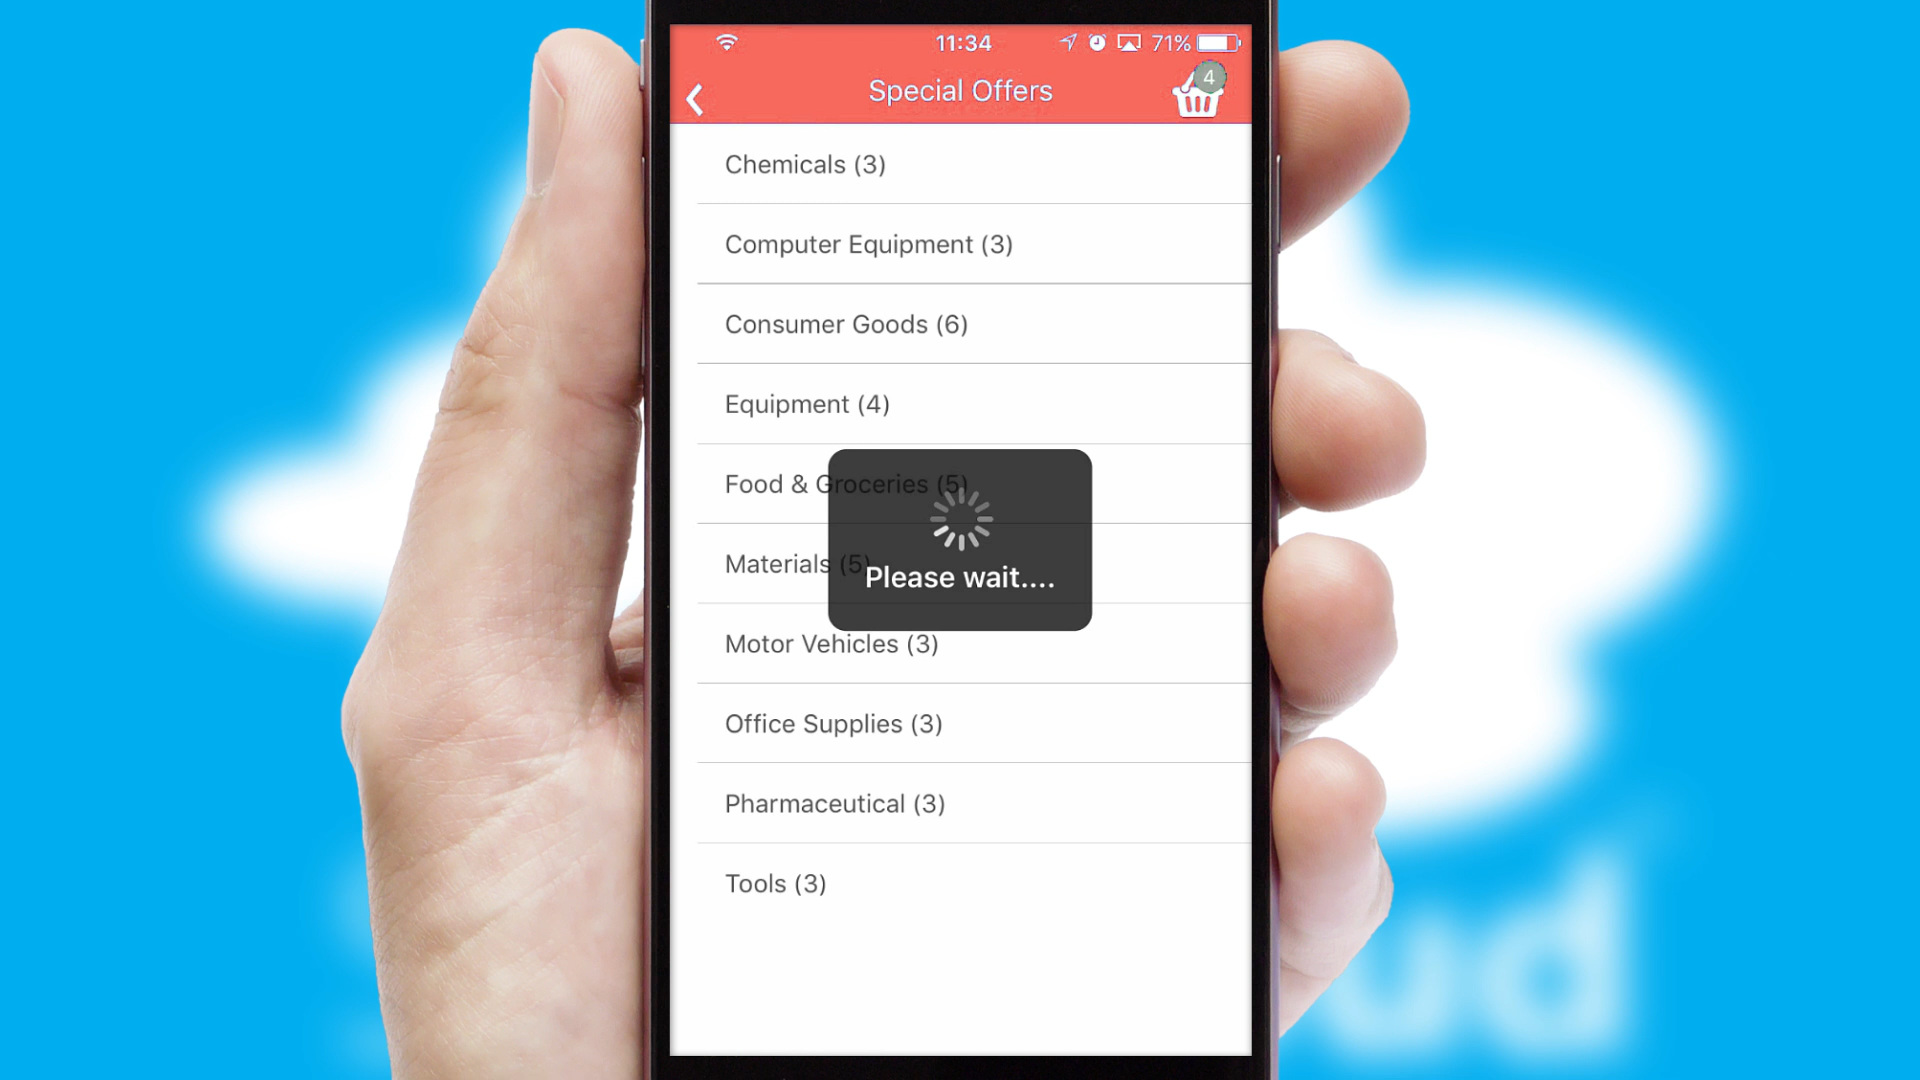 11:34
71%
Special Offers
4
Chemicals (3)
Computer Equipment (3)
Consumer Goods (6)
Equipment (4)
Food & Groceries (5)
Materials (5)
Please wait....
Motor Vehicles (3)
Office Supplies (3)
Pharmaceutical (3)
Tools (3)